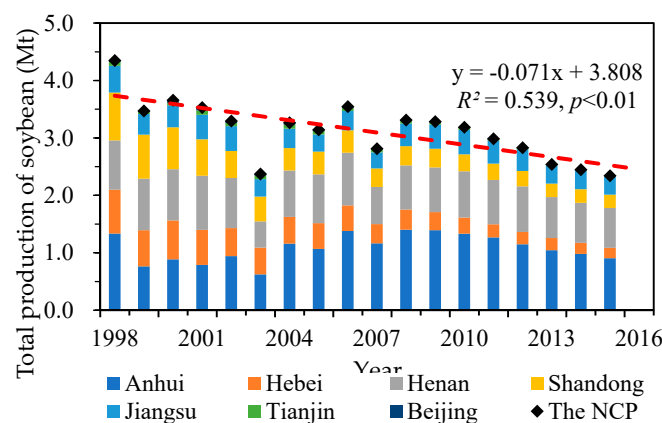 Total production of soybean (Mt)
5.0
4.0
3.0
2.0
1.0
0.0
y = -0.071x + 3.808
R² = 0.539, p<0.01
1998 2001 2004 2007 2010 2013 2016
Year
Anhui Hebei Henan Shandong
Jiangsu Tianjin Beijing The NCP